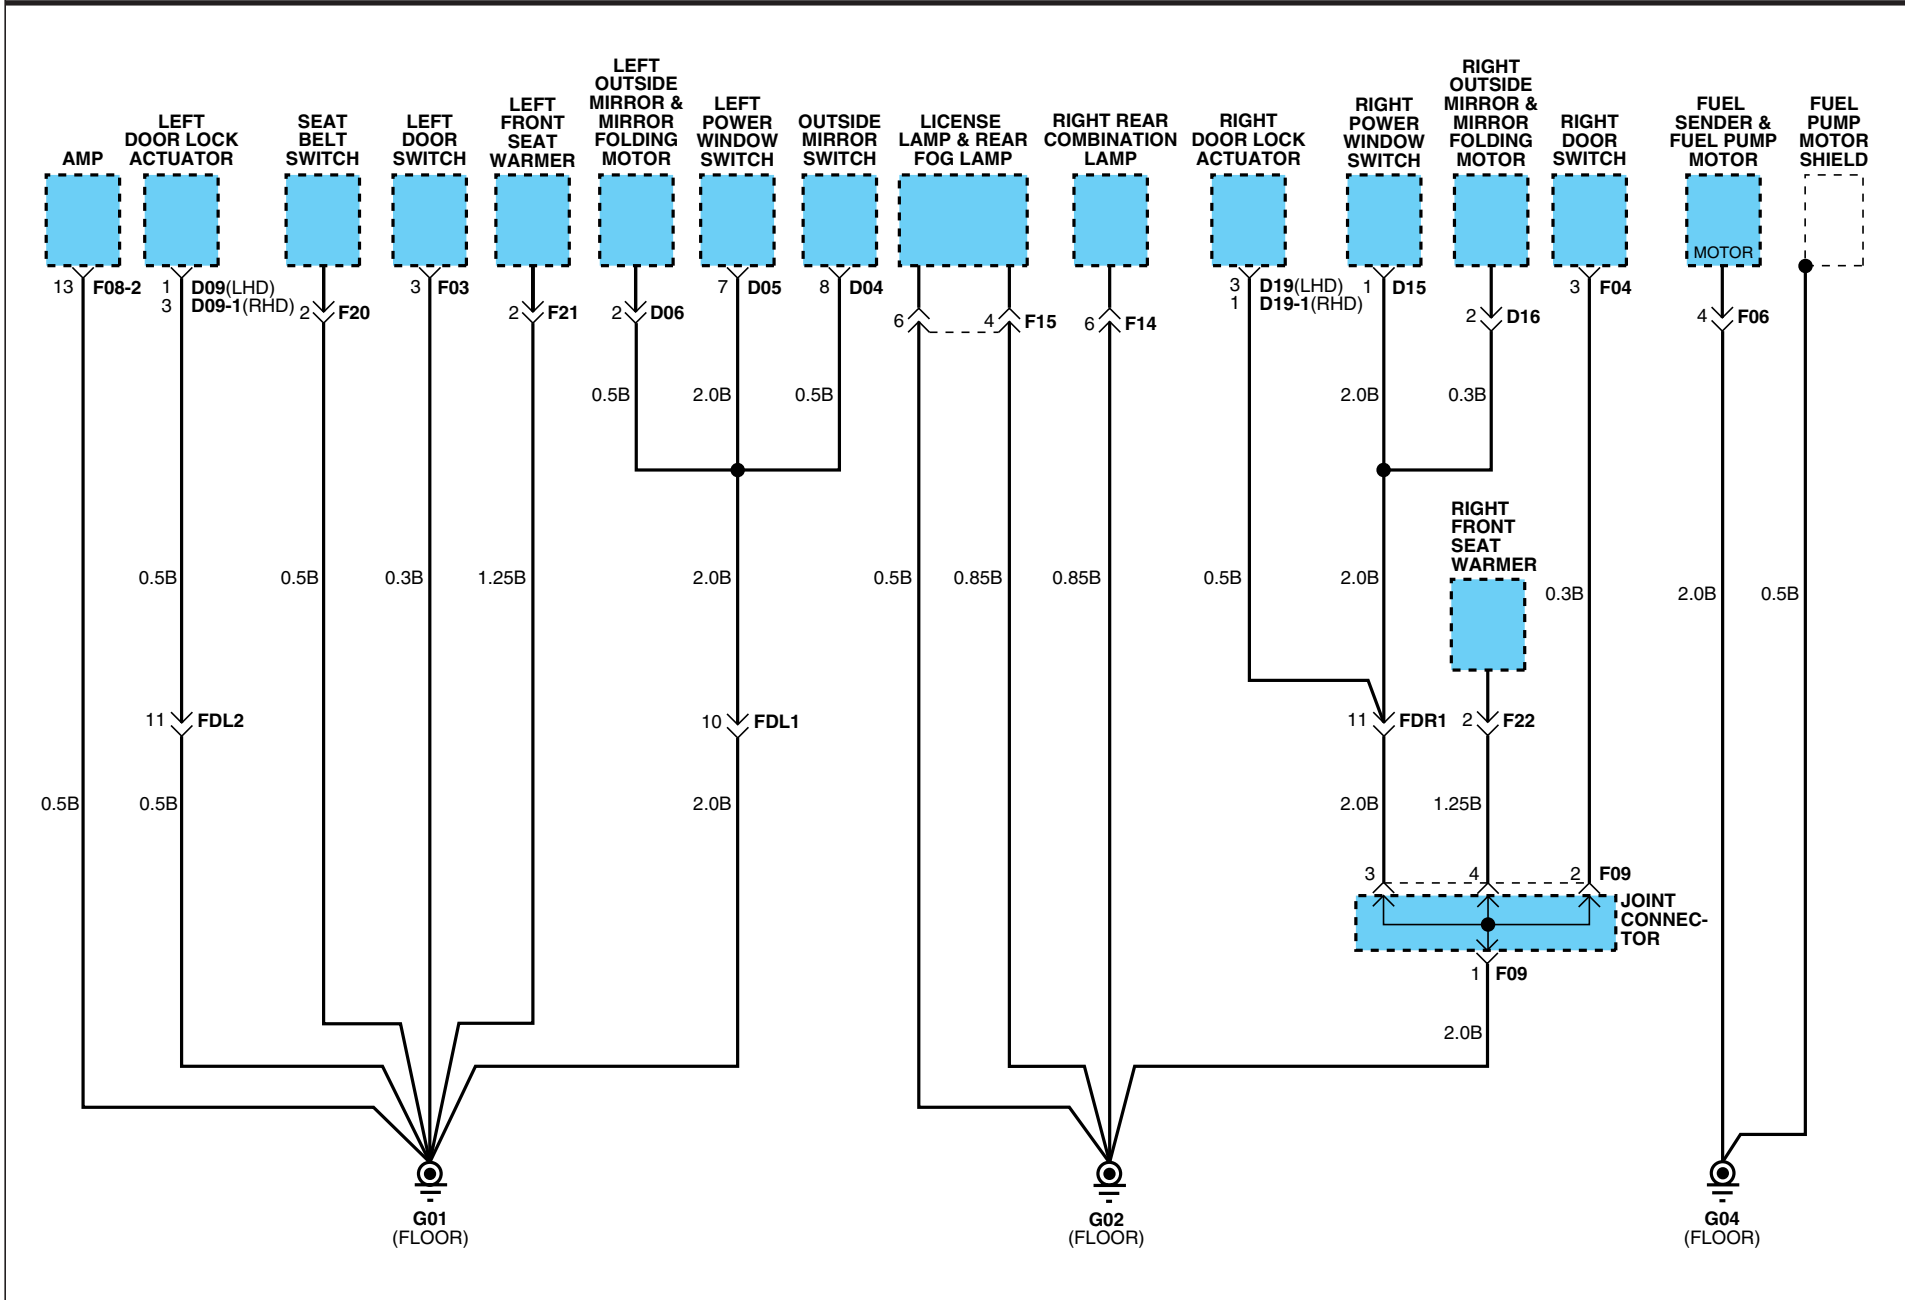 AMP
LEFT
DOOR LOCK
ACTUATOR
SEAT
BELT
SWITCH
LEFT
DOOR
SWITCH
LEFT
FRONT
SEAT
WARMER
LEFT
OUTSIDE
MIRROR &
MIRROR
FOLDING
MOTOR
LEFT
POWER
WINDOW
SWITCH
OUTSIDE
MIRROR
SWITCH
LICENSE
LAMP & REAR
FOG LAMP
RIGHT REAR
COMBINATION
LAMP
RIGHT
DOOR LOCK
ACTUATOR
RIGHT
POWER
WINDOW
SWITCH
RIGHT
OUTSIDE
MIRROR &
MIRROR
FOLDING
MOTOR
RIGHT
DOOR
SWITCH
FUEL
SENDER &
FUEL PUMP
MOTOR
FUEL
PUMP
MOTOR
SHIELD
MOTOR
13 F08-2
1 D09(LHD)
3 D09-1(RHD)
2 F20
3 F03
2 F21
2 D06
7 D05
8 D04
6
4 F15
6 F14
3 D19(LHD)
1 D19-1(RHD)
1 D15
2 D16
3 F04
4 F06
0.5B
2.0B
0.5B
2.0B
0.3B
RIGHT
FRONT
SEAT
WARMER
0.5B
0.5B
0.3B
1.25B
2.0B
0.5B
0.85B
0.85B
0.5B
2.0B
0.3B
2.0B
0.5B
11 FDL2
10 FDL1
11 FDR1
2 F22
0.5B
0.5B
2.0B
2.0B
1.25B
3
4
2 F09
JOINT
CONNEC-
TOR
1 F09
2.0B
G01
(FLOOR)
G02
(FLOOR)
G04
(FLOOR)